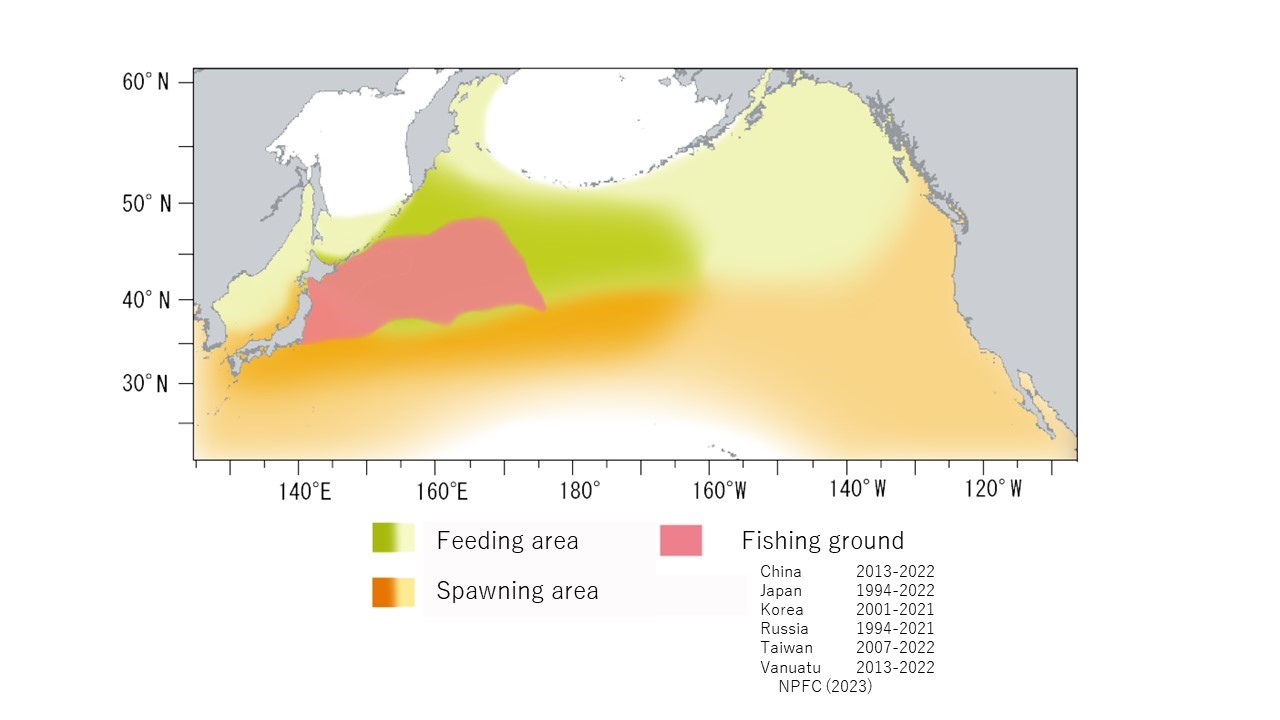 60°N
50°N
40°N
30°N
140°E 160°E 180° 160°W 140°W 120°W
Feeding area
Spawning area
Fishing ground
China 2013-2022
Japan 1994-2022
Korea 2001-2021
Russia 1994-2021
Taiwan 2007-2022
Vanuatu 2013-2022
NPFC (2023)